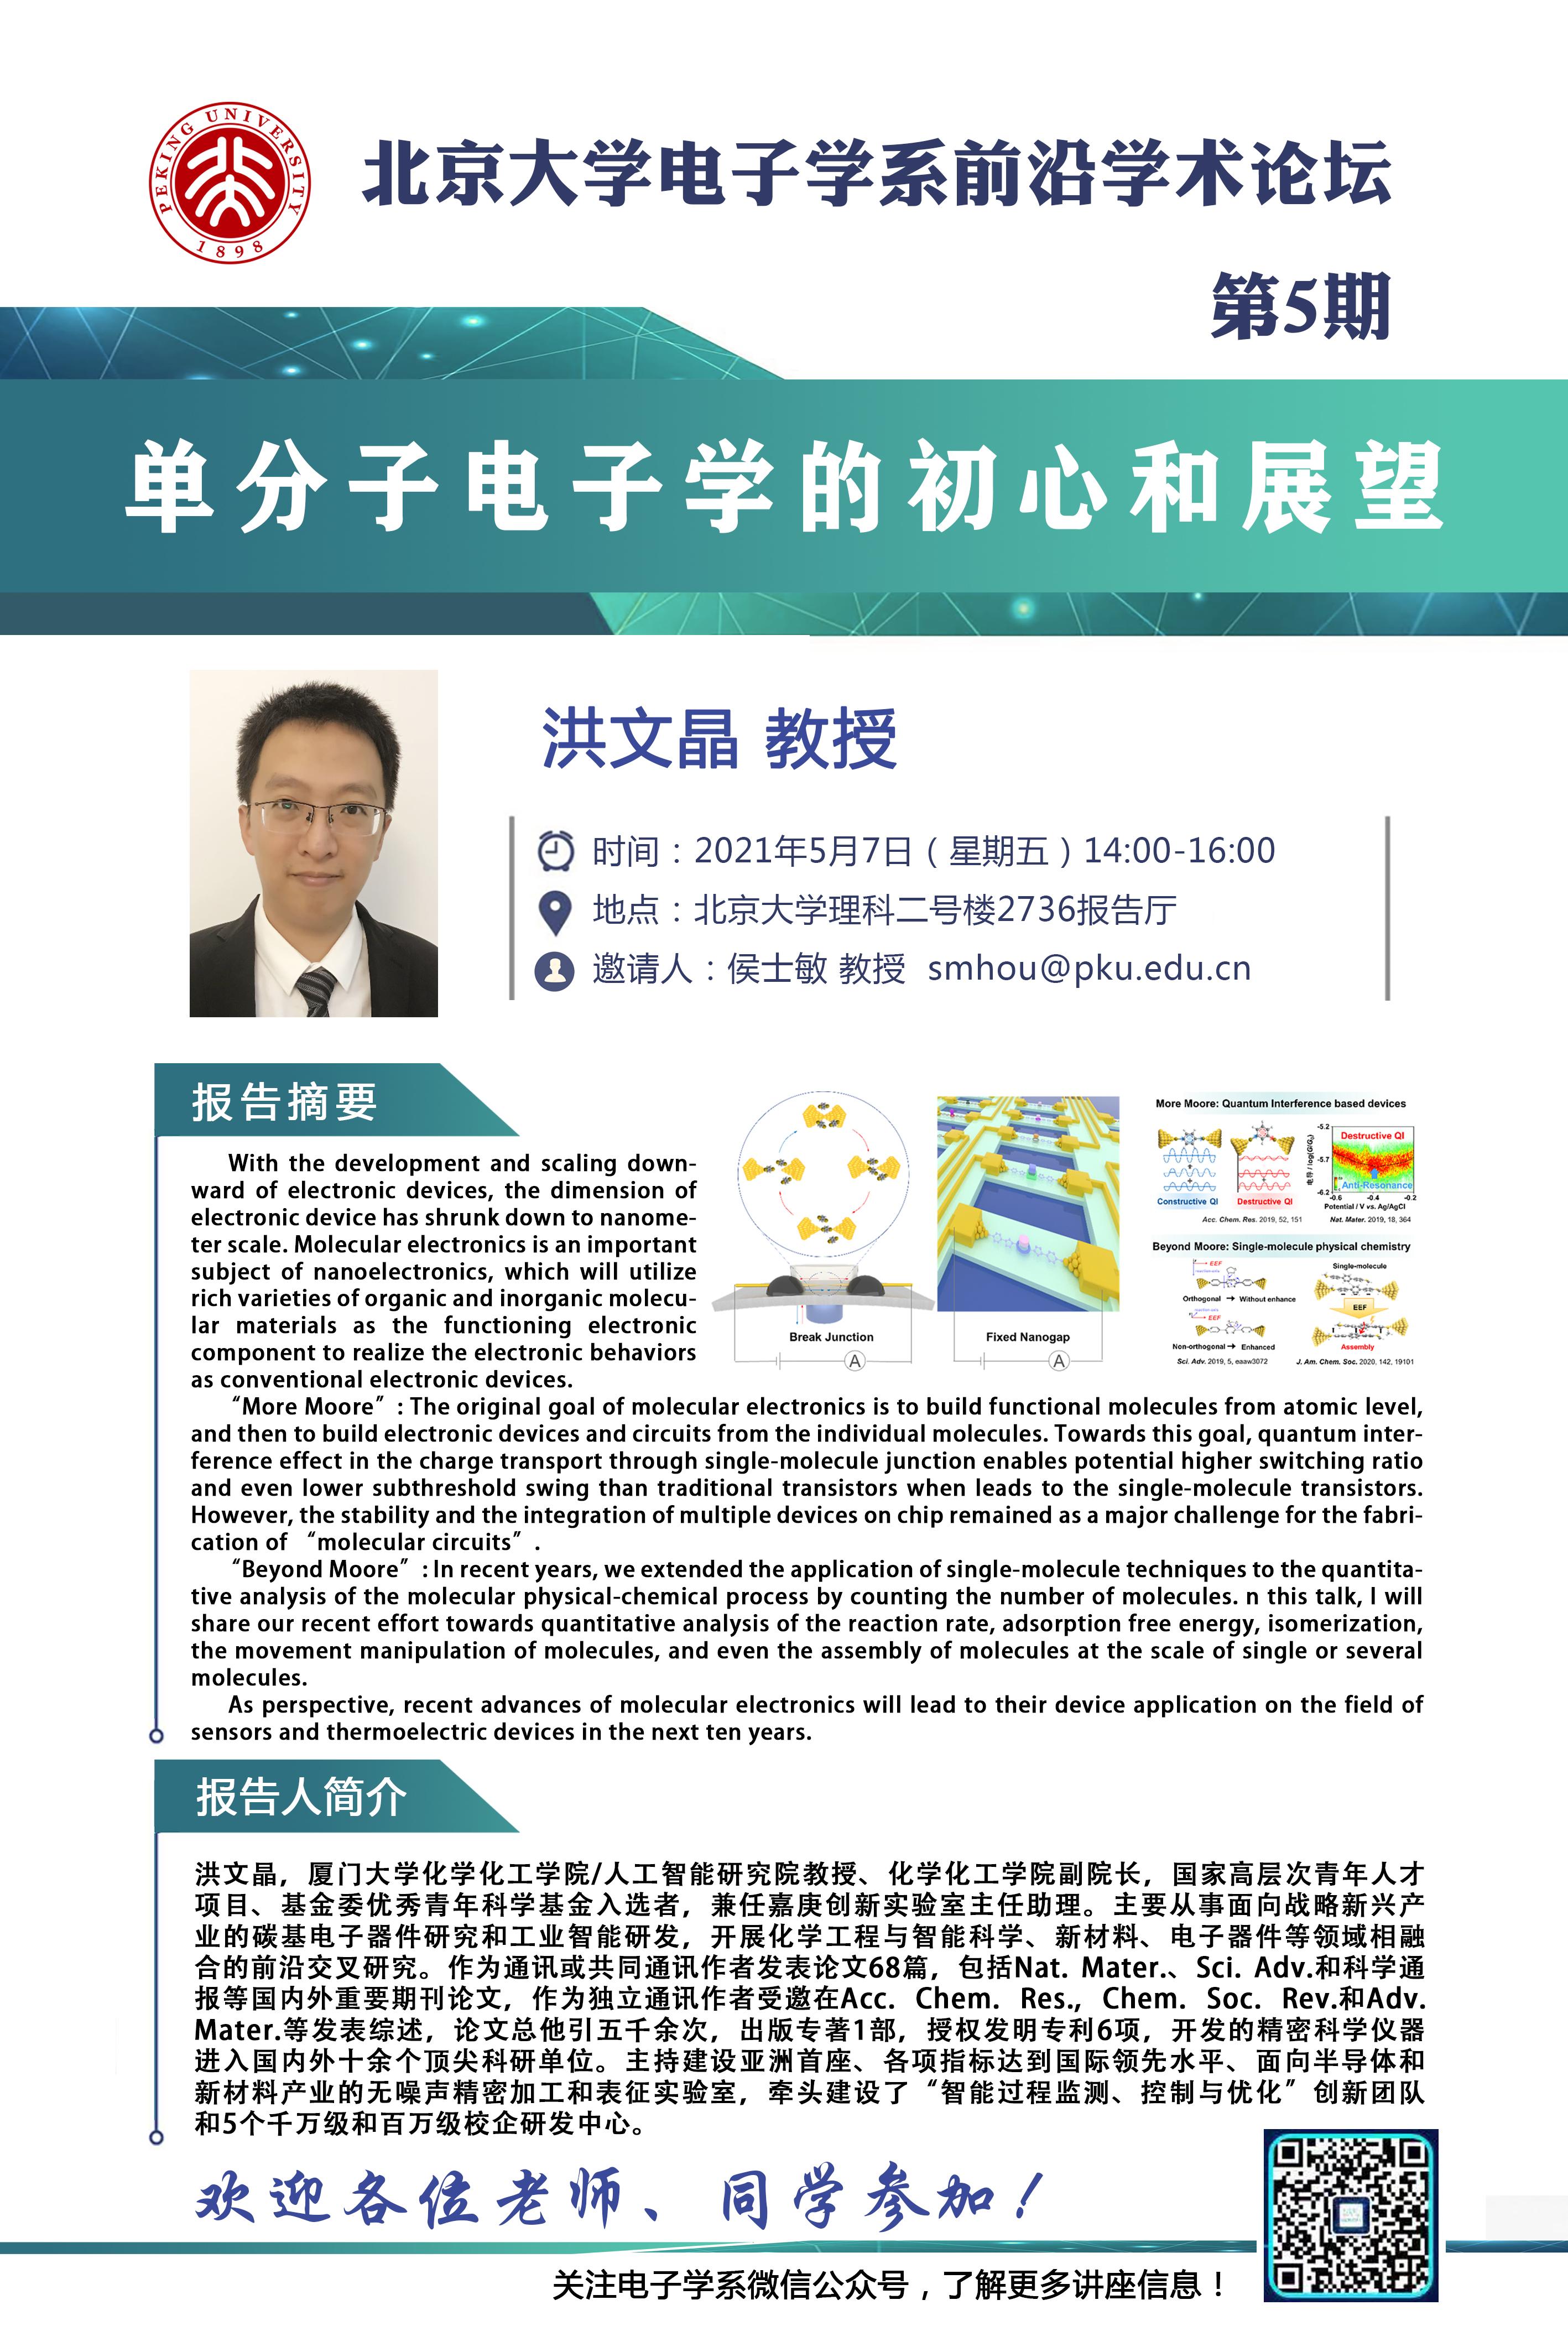 PEKING UNIVERSITY
1898
北京大学电子学系前沿学术论坛
第5期
单分子电子学的初心和展望
洪文晶 教授
时间：2021年5月7日（星期五）14:00-16:00
地点：北京大学理科二号楼2736报告厅
邀请人：侯士敏 教授 smhou@pku.edu.cn
报告摘要
With the development and scaling down-
ward of electronic devices, the dimension of
electronic device has shrunk down to nanome-
ter scale. Molecular electronics is an important
subject of nanoelectronics, which will utilize
rich varieties of organic and inorganic molecu-
lar materials as the functioning electronic
component to realize the electronic behaviors
as conventional electronic devices.
Break Junction
A
Fixed Nanogap
A
More Moore: Quantum Interference based devices
Constructive QI
Destructive QI
电导 / log(G/G₀)
-5.2
-5.7
-6.2
Destructive QI
Anti-Resonance
-0.6 -0.4 -0.2
Potential / V vs. Ag/AgCl
Acc. Chem. Res. 2019, 52, 151
Nat. Mater. 2019, 18, 364
Beyond Moore: Single-molecule physical chemistry
EEF
Orthogonal → Without enhance
EEF
Non-orthogonal → Enhanced
Sci. Adv. 2019, 5, eaaw3072
Single-molecule
EEF
Assembly
J. Am. Chem. Soc. 2020, 142, 19101
“More Moore”: The original goal of molecular electronics is to build functional molecules from atomic level,
and then to build electronic devices and circuits from the individual molecules. Towards this goal, quantum inter-
ference effect in the charge transport through single-molecule junction enables potential higher switching ratio
and even lower subthreshold swing than traditional transistors when leads to the single-molecule transistors.
However, the stability and the integration of multiple devices on chip remained as a major challenge for the fabri-
cation of “molecular circuits”.
“Beyond Moore”: In recent years, we extended the application of single-molecule techniques to the quantita-
tive analysis of the molecular physical-chemical process by counting the number of molecules. n this talk, I will
share our recent effort towards quantitative analysis of the reaction rate, adsorption free energy, isomerization,
the movement manipulation of molecules, and even the assembly of molecules at the scale of single or several
molecules.
As perspective, recent advances of molecular electronics will lead to their device application on the field of
sensors and thermoelectric devices in the next ten years.
报告人简介
洪文晶，厦门大学化学化工学院/人工智能研究院教授、化学化工学院副院长，国家高层次青年人才
项目、基金委优秀青年科学基金入选者，兼任嘉庚创新实验室主任助理。主要从事面向战略新兴产
业的碳基电子器件研究和工业智能研发，开展化学工程与智能科学、新材料、电子器件等领域相融
合的前沿交叉研究。作为通讯或共同通讯作者发表论文68篇，包括Nat. Mater.、Sci. Adv.和科学通
报等国内外重要期刊论文，作为独立通讯作者受邀在Acc. Chem. Res., Chem. Soc. Rev.和Adv.
Mater.等发表综述，论文总他引五千余次，出版专著1部，授权发明专利6项，开发的精密科学仪器
进入国内外十余个顶尖科研单位。主持建设亚洲首座、各项指标达到国际领先水平、面向半导体和
新材料产业的无噪声精密加工和表征实验室，牵头建设了“智能过程监测、控制与优化”创新团队
和5个千万级和百万级校企研发中心。
欢迎各位老师、同学参加！
关注电子学系微信公众号，了解更多讲座信息！